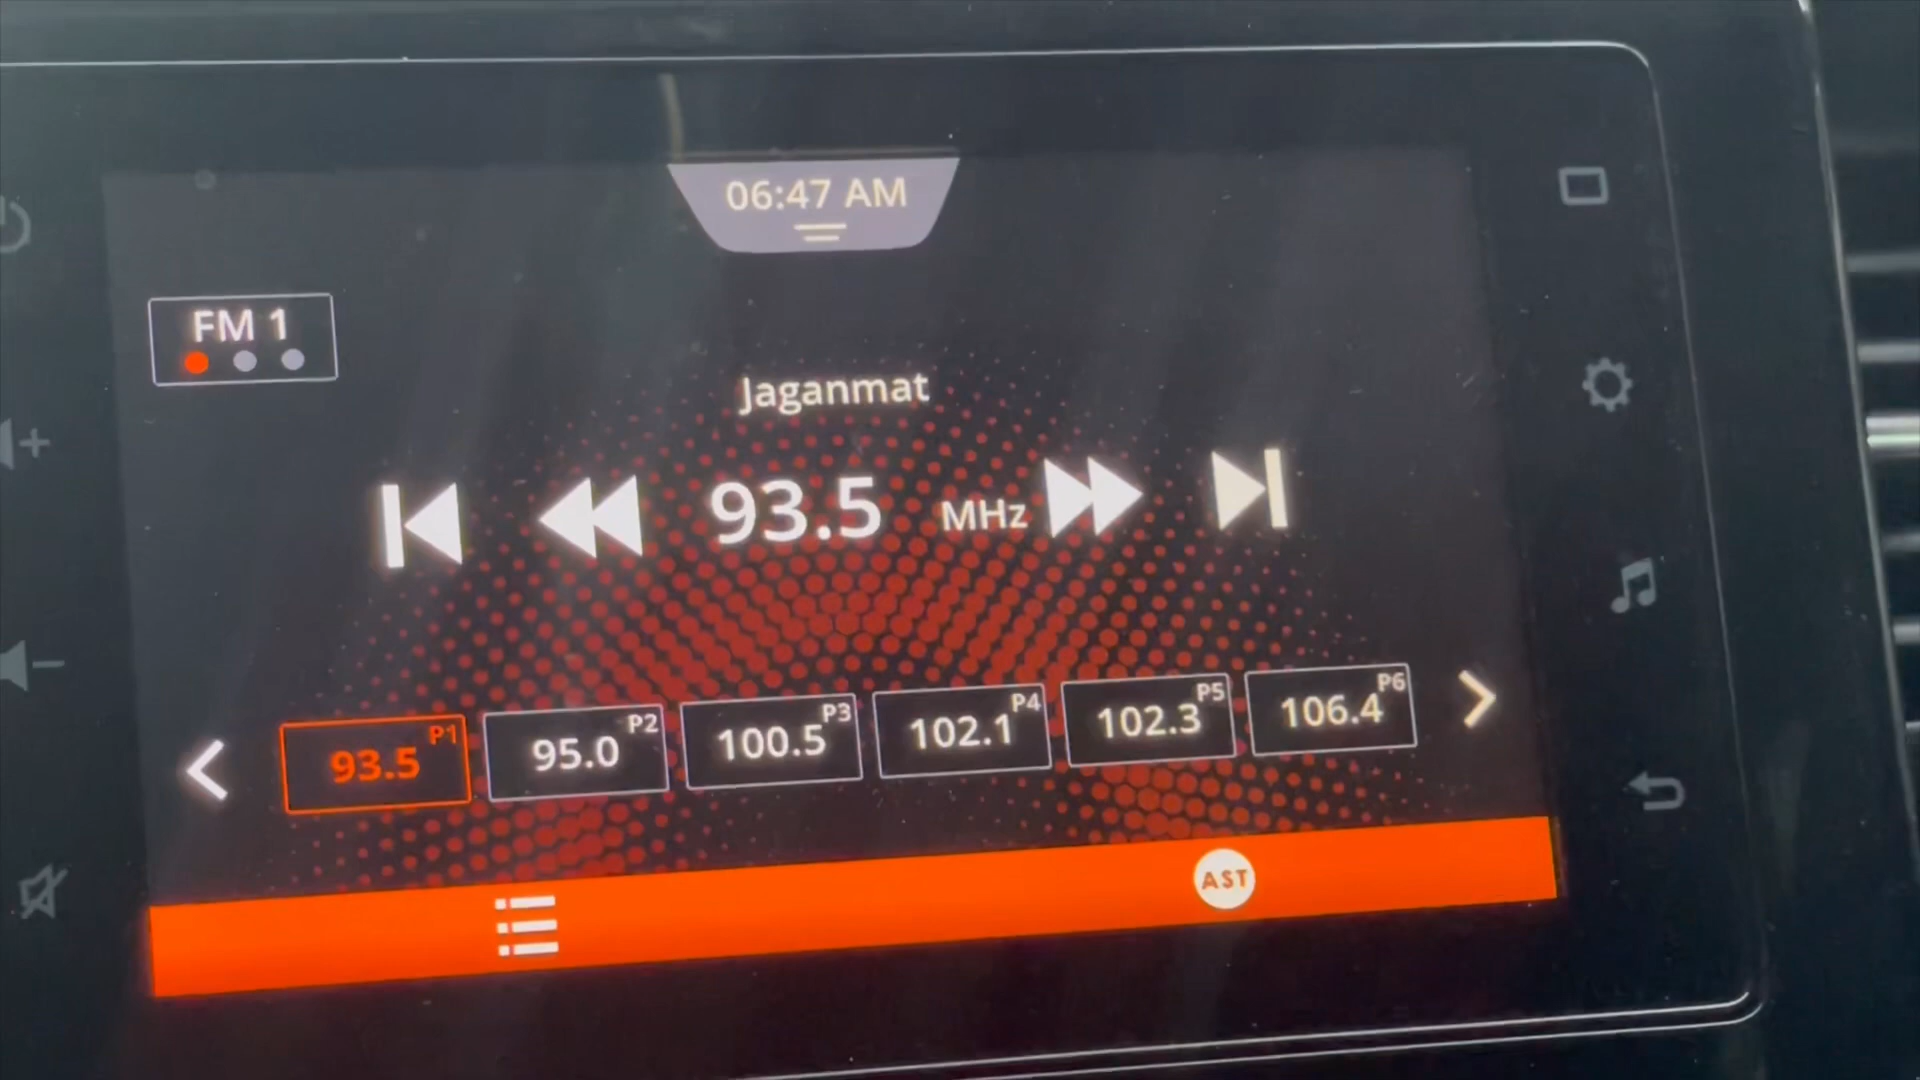 06:47 AM
FM 1
Jaganmat
93.5 MHz
93.5 P1
95.0 P2
100.5 P3
102.1 P4
102.3 P5
106.4 P6
AST